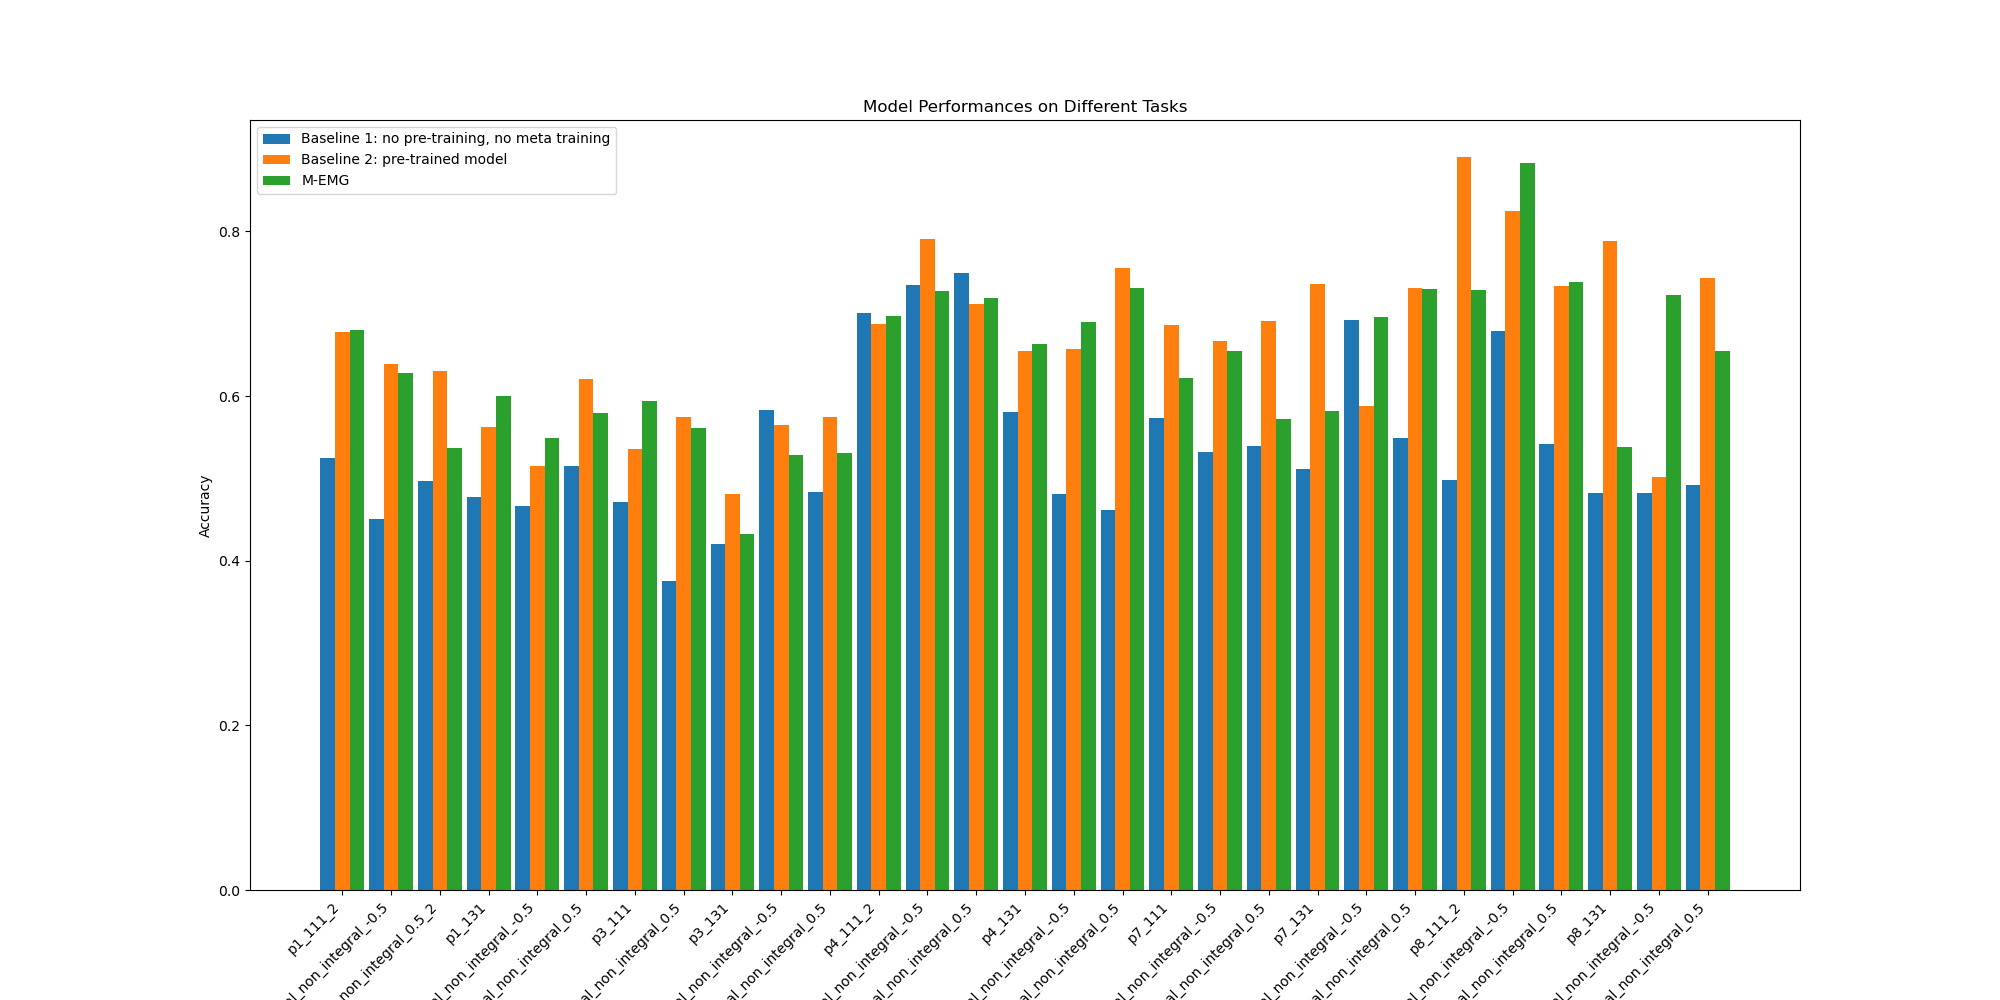 Model Performances on Different Tasks
Baseline 1: no pre-training, no meta training
Baseline 2: pre-trained model
M-EMG
Accuracy
0.8
0.6
0.4
0.2
0.0
p1_111_2
_non_integral_-0.5
non_integral_0.5_2
p1_131
_non_integral_-0.5
al_non_integral_0.5
p3_111
al_non_integral_0.5
p3_131
al_non_integral_-0.5
al_non_integral_0.5
p4_111_2
al_non_integral_-0.5
al_non_integral_0.5
p4_131
al_non_integral_-0.5
al_non_integral_0.5
p7_111
al_non_integral_-0.5
al_non_integral_0.5
p7_131
al_non_integral_-0.5
al_non_integral_0.5
p8_111_2
al_non_integral_-0.5
al_non_integral_0.5
p8_131
al_non_integral_-0.5
al_non_integral_0.5